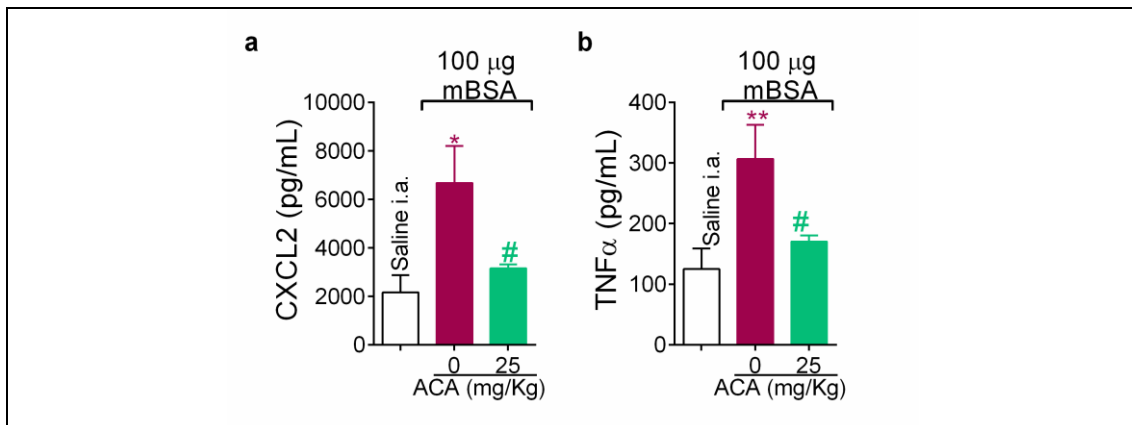 a
100 μg
mBSA
10000
8000
6000
4000
2000
0
CXCL2 (pg/mL)
Saline i.a.
*
#
0 25
ACA (mg/Kg)
b
100 μg
mBSA
400
300
200
100
0
TNFα (pg/mL)
Saline i.a.
**
#
0 25
ACA (mg/Kg)